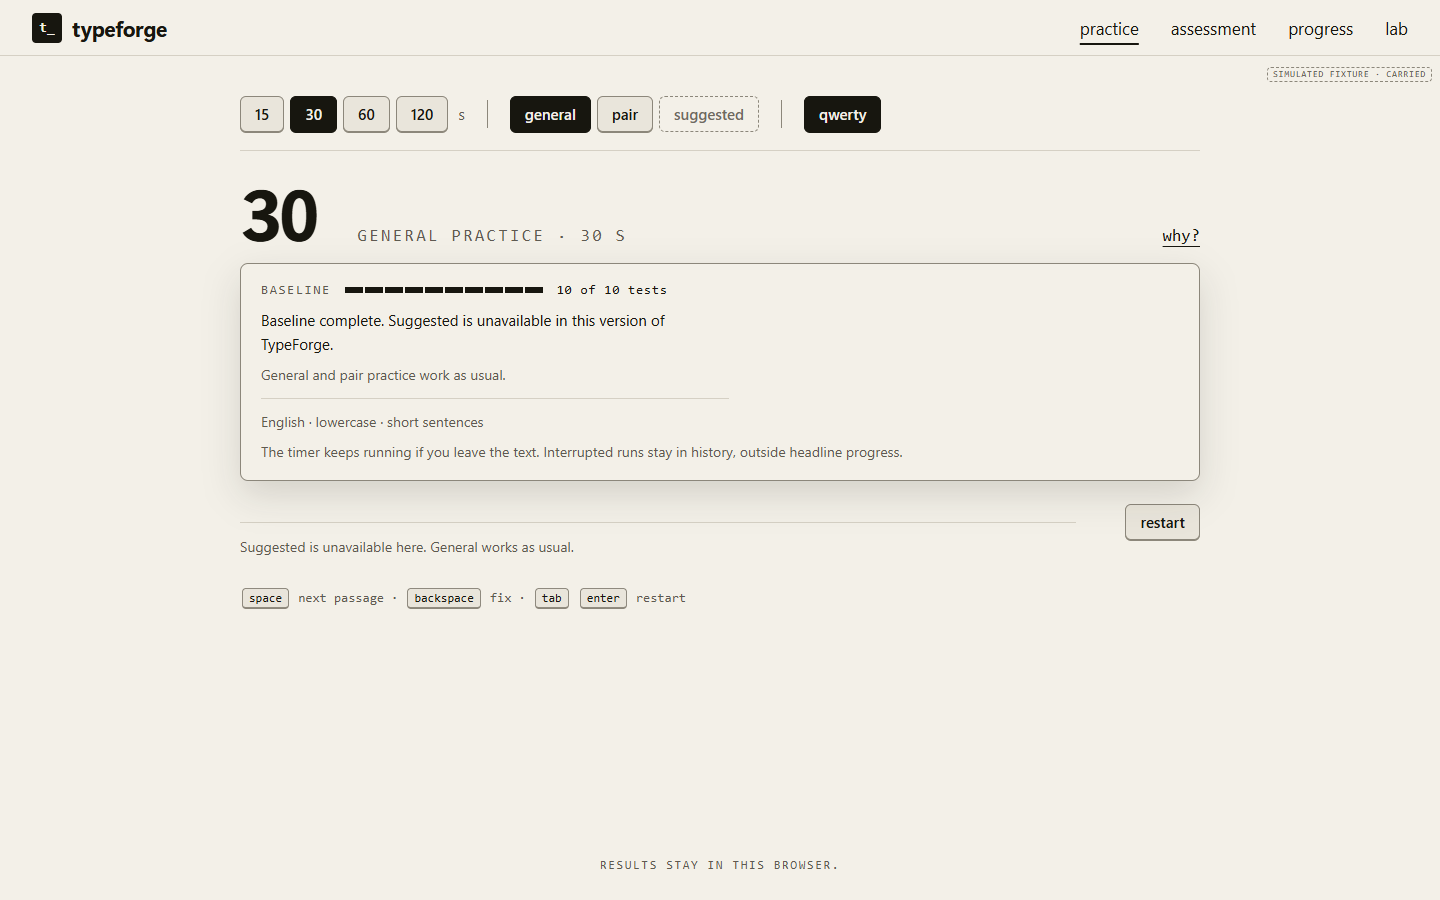 t_ typeforge
practice assessment progress lab
SIMULATED FIXTURE · CARRIED
15 30 60 120 s general pair suggested qwerty
30 GENERAL PRACTICE · 30 S why?
BASELINE 10 of 10 tests
Baseline complete. Suggested is unavailable in this version of
TypeForge.
General and pair practice work as usual.
English · lowercase · short sentences
The timer keeps running if you leave the text. Interrupted runs stay in history, outside headline progress.
restart
Suggested is unavailable here. General works as usual.
space next passage · backspace fix · tab enter restart
RESULTS STAY IN THIS BROWSER.